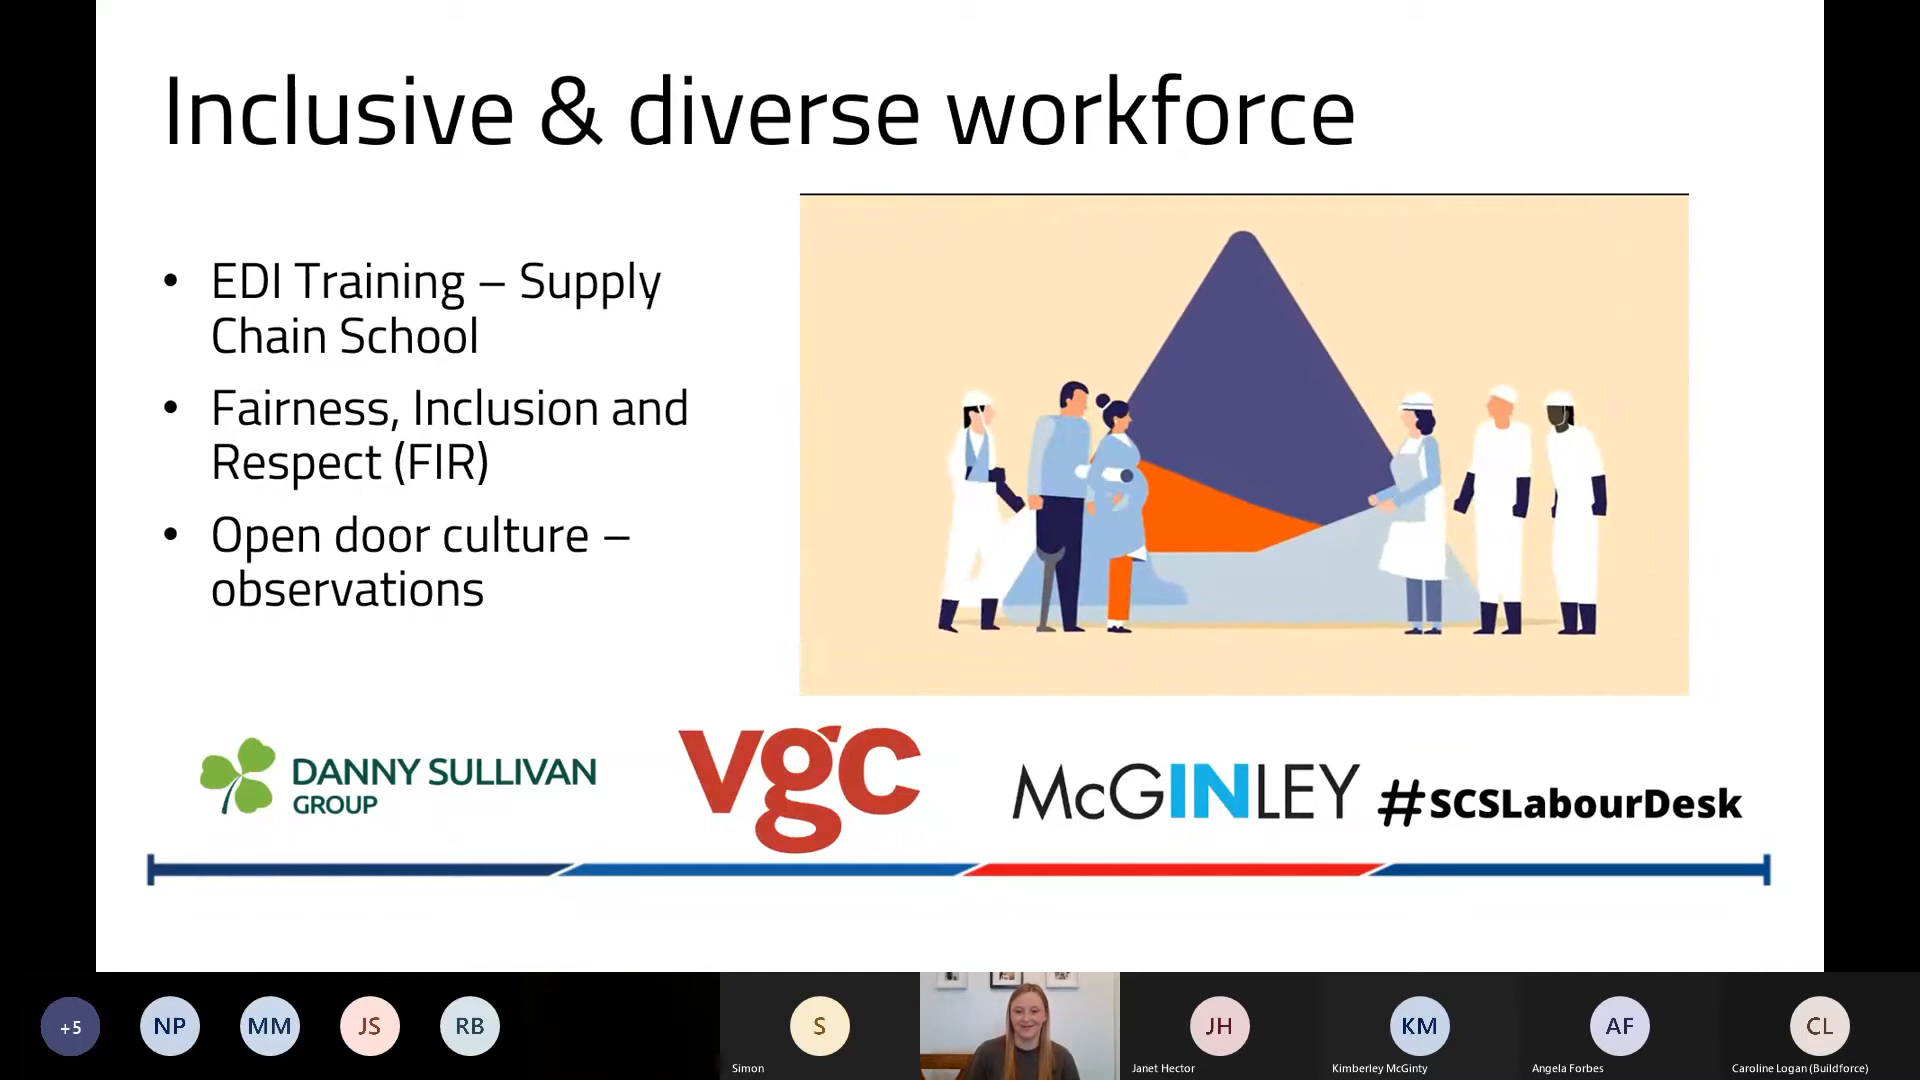 Inclusive & diverse workforce
• EDI Training – Supply
Chain School
• Fairness, Inclusion and
Respect (FIR)
• Open door culture –
observations
DANNY SULLIVAN
GROUP
vgc
McGINLEY
#SCSLabourDesk
+5
NP
MM
JS
RB
S
JH
KM
AF
CL
Simon
Janet Hector
Kimberley McGinty
Angela Forbes
Caroline Logan (Buildforce)